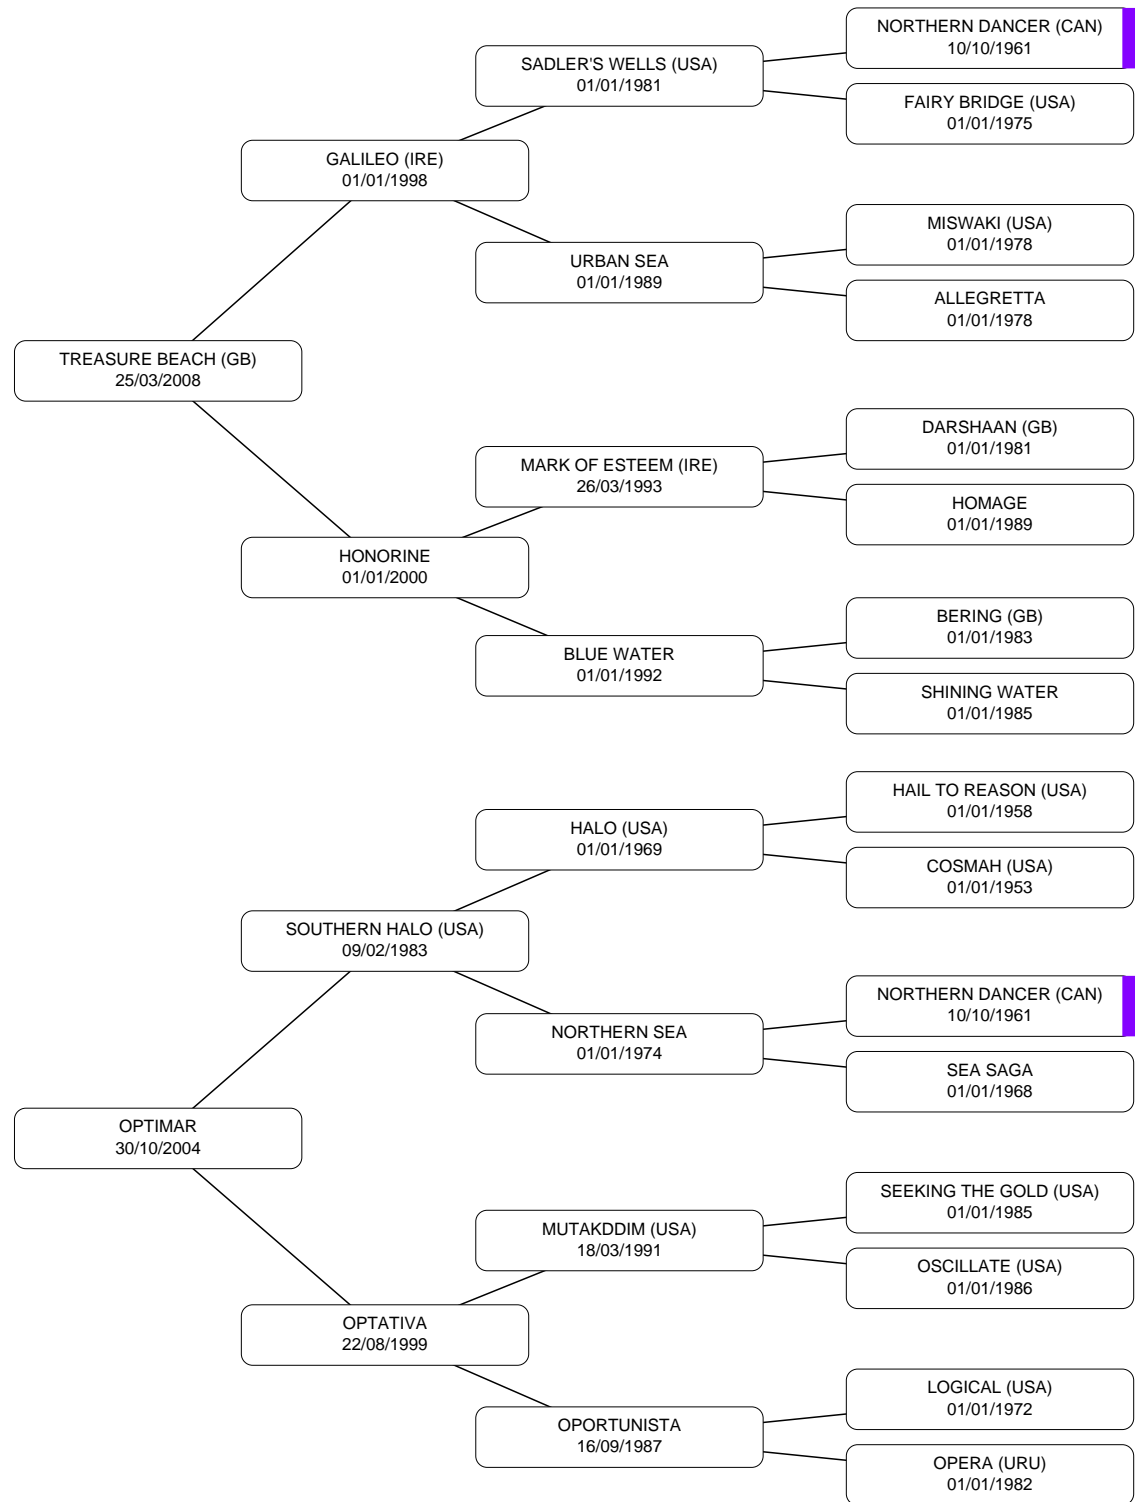 NORTHERN DANCER (CAN)
10/10/1961
SADLER'S WELLS (USA)
01/01/1981
FAIRY BRIDGE (USA)
01/01/1975
GALILEO (IRE)
01/01/1998
MISWAKI (USA)
01/01/1978
URBAN SEA
01/01/1989
ALLEGRETTA
01/01/1978
TREASURE BEACH (GB)
25/03/2008
DARSHAAN (GB)
01/01/1981
MARK OF ESTEEM (IRE)
26/03/1993
HOMAGE
01/01/1989
HONORINE
01/01/2000
BERING (GB)
01/01/1983
BLUE WATER
01/01/1992
SHINING WATER
01/01/1985
HAIL TO REASON (USA)
01/01/1958
HALO (USA)
01/01/1969
COSMAH (USA)
01/01/1953
SOUTHERN HALO (USA)
09/02/1983
NORTHERN DANCER (CAN)
10/10/1961
NORTHERN SEA
01/01/1974
SEA SAGA
01/01/1968
OPTIMAR
30/10/2004
SEEKING THE GOLD (USA)
01/01/1985
MUTAKDDIM (USA)
18/03/1991
OSCILLATE (USA)
01/01/1986
OPTATIVA
22/08/1999
LOGICAL (USA)
01/01/1972
OPORTUNISTA
16/09/1987
OPERA (URU)
01/01/1982